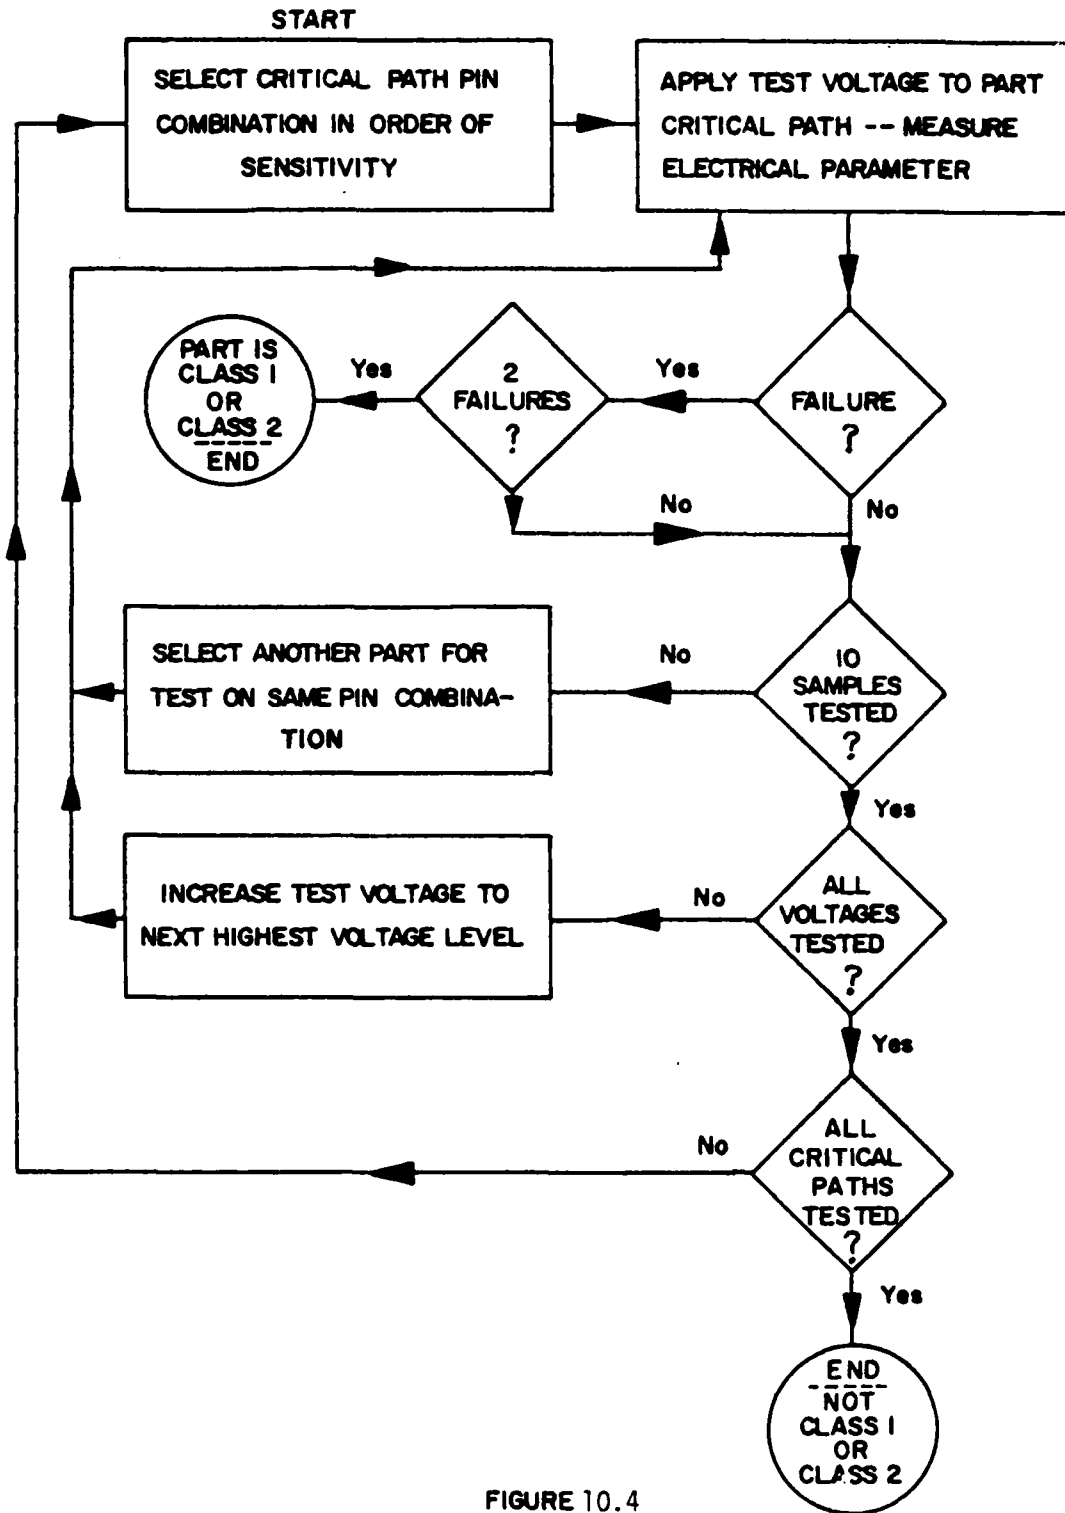 START
SELECT CRITICAL PATH PIN
COMBINATION IN ORDER OF
SENSITIVITY
APPLY TEST VOLTAGE TO PART
CRITICAL PATH -- MEASURE
ELECTRICAL PARAMETER
PART IS
CLASS 1
OR
CLASS 2
END
Yes
2
FAILURES
?
Yes
FAILURE
?
No
No
SELECT ANOTHER PART FOR
TEST ON SAME PIN COMBINA-
TION
No
10
SAMPLES
TESTED
?
Yes
INCREASE TEST VOLTAGE TO
NEXT HIGHEST VOLTAGE LEVEL
No
ALL
VOLTAGES
TESTED
?
Yes
No
ALL
CRITICAL
PATHS
TESTED
?
Yes
END
NOT
CLASS 1
OR
CLASS 2
FIGURE 10.4